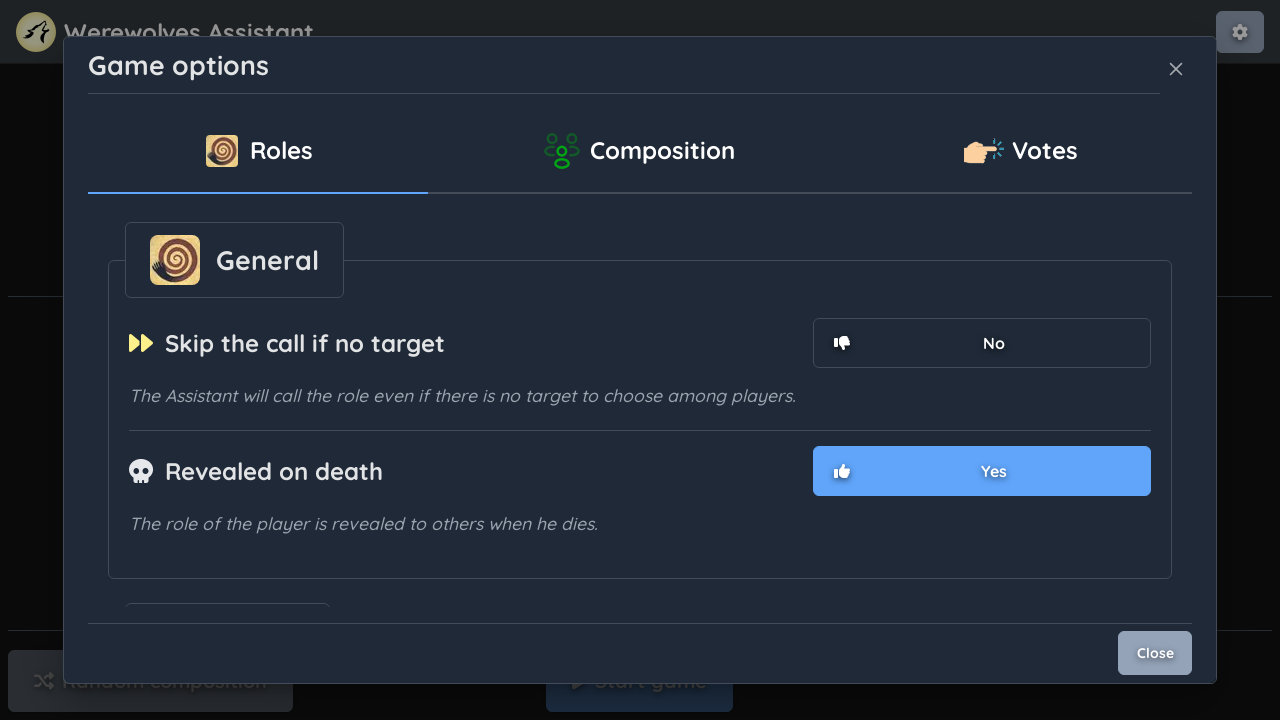 Werewolves Assistant
Game options
Roles
Composition
Votes
General
Skip the call if no target
No
The Assistant will call the role even if there is no target to choose among players.
Revealed on death
Yes
The role of the player is revealed to others when he dies.
Close
Random composition
Start game